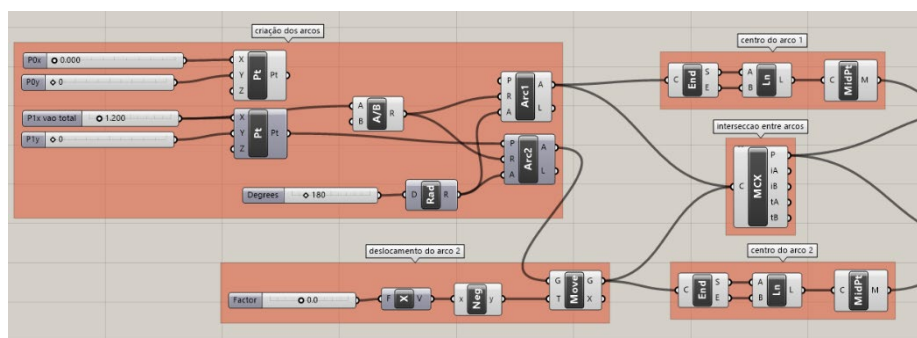 criação dos arcos
P0x 0.000
P0y 0
X Y Z Pt Pt
P1x vao total 1.200
P1y 0
X Y Z Pt Pt
A B A/B R
Degrees 180
D Rad R
P R A Arc1 A L
P R A Arc2 A L
deslocamento do arco 2
Factor 0.0
F X V
x Neg y
G T Move G X
centro do arco 1
C End S E
A B Ln L
C MidPt M
interseccao entre arcos
C MCX P iA iB tA tB
centro do arco 2
C End S E
A B Ln L
C MidPt M